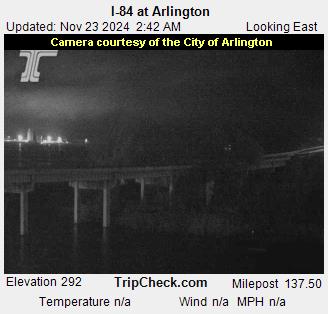 I-84 at Arlington
Updated: Nov 23 2024 2:42 AM Looking East
Camera courtesy of the City of Arlington
Elevation 292 TripCheck.com Milepost 137.50
Temperature n/a Wind n/a MPH n/a